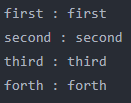 first : first
second : second
third : third
forth : forth